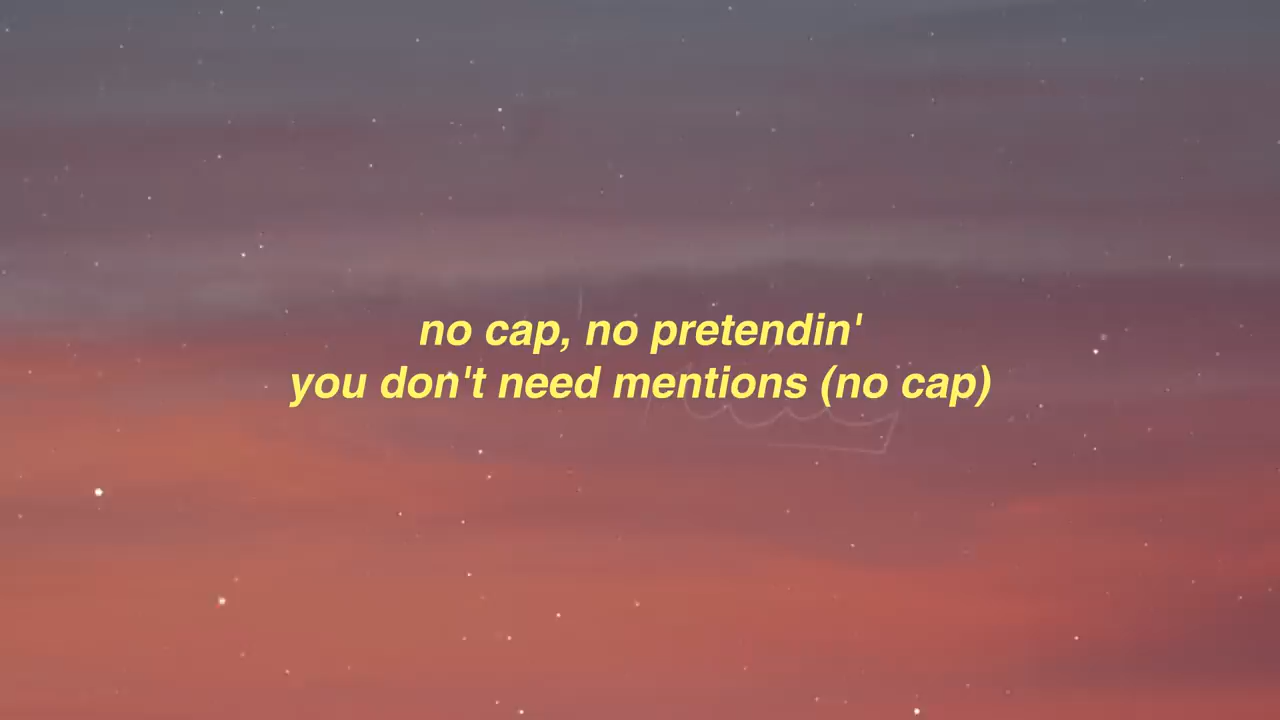 no cap, no pretendin'
you don't need mentions (no cap)